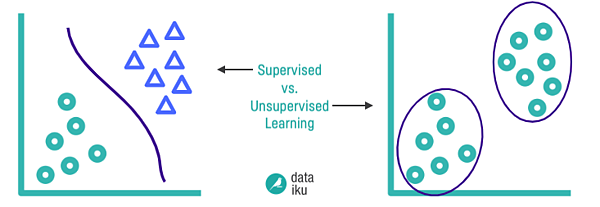 Supervised
vs.
Unsupervised
Learning
data
iku